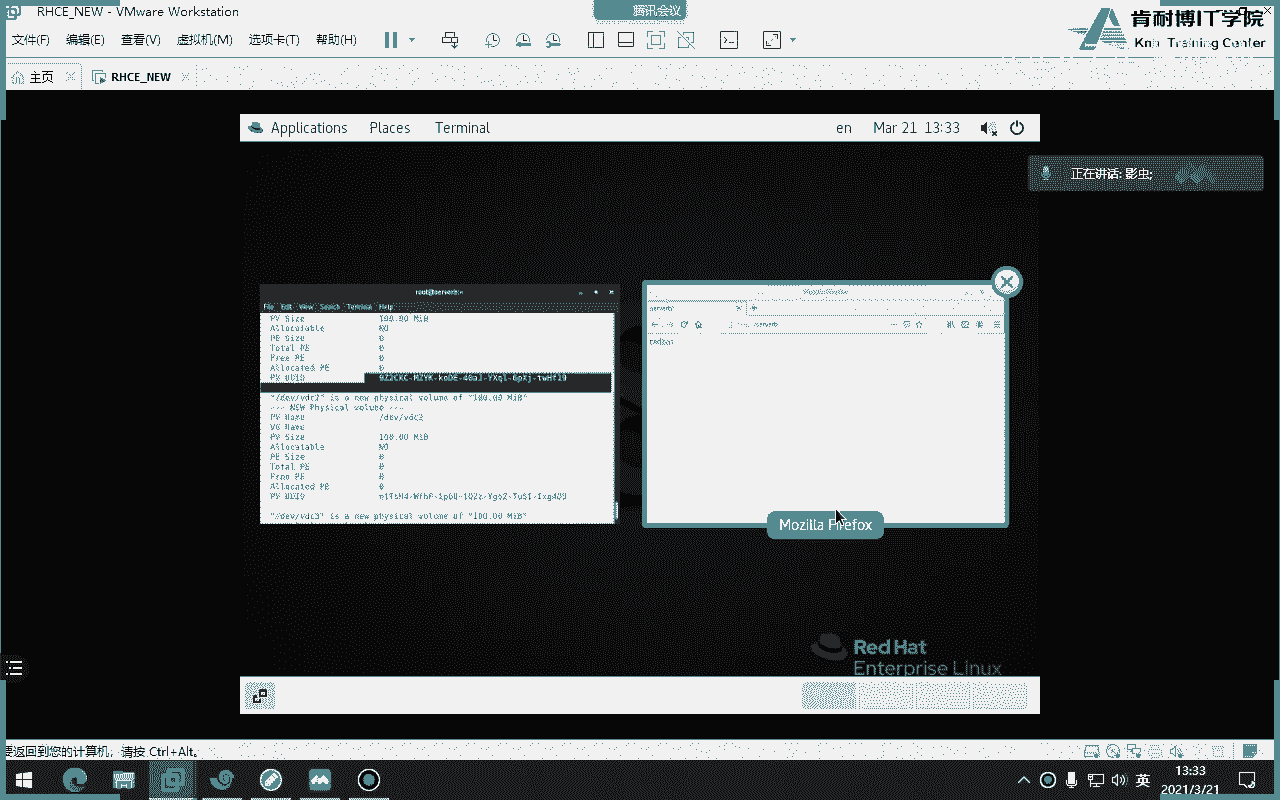 RHCE_NEW - VMware Workstation
腾讯会议
肯耐博IT学院
Training Center
文件(F) 编辑(E) 查看(V) 虚拟机(M) 选项卡(T) 帮助(H)
主页 RHCE_NEW
Applications Places Terminal en Mar 21 13:33
正在讲话: 影虫;
File Edit View Search Terminal Help
PV Size 100.00 MiB
Allocatable NO
PE Size 0
Total PE 0
Free PE 0
Allocated PE 0
PV UUID
"/dev/vdc2" is a new physical volume of "100.00 MiB"
--- NEW Physical volume ---
PV Name /dev/vdc2
VG Name
PV Size 100.00 MiB
Allocatable NO
PE Size 0
Total PE 0
Free PE 0
Allocated PE 0
PV UUID
"/dev/vdc3" is a new physical volume of "100.00 MiB"
Mozilla Firefox
Red Hat
Enterprise Linux
要返回到您的计算机，请按 Ctrl+Alt。
英
13:33
2021/3/21